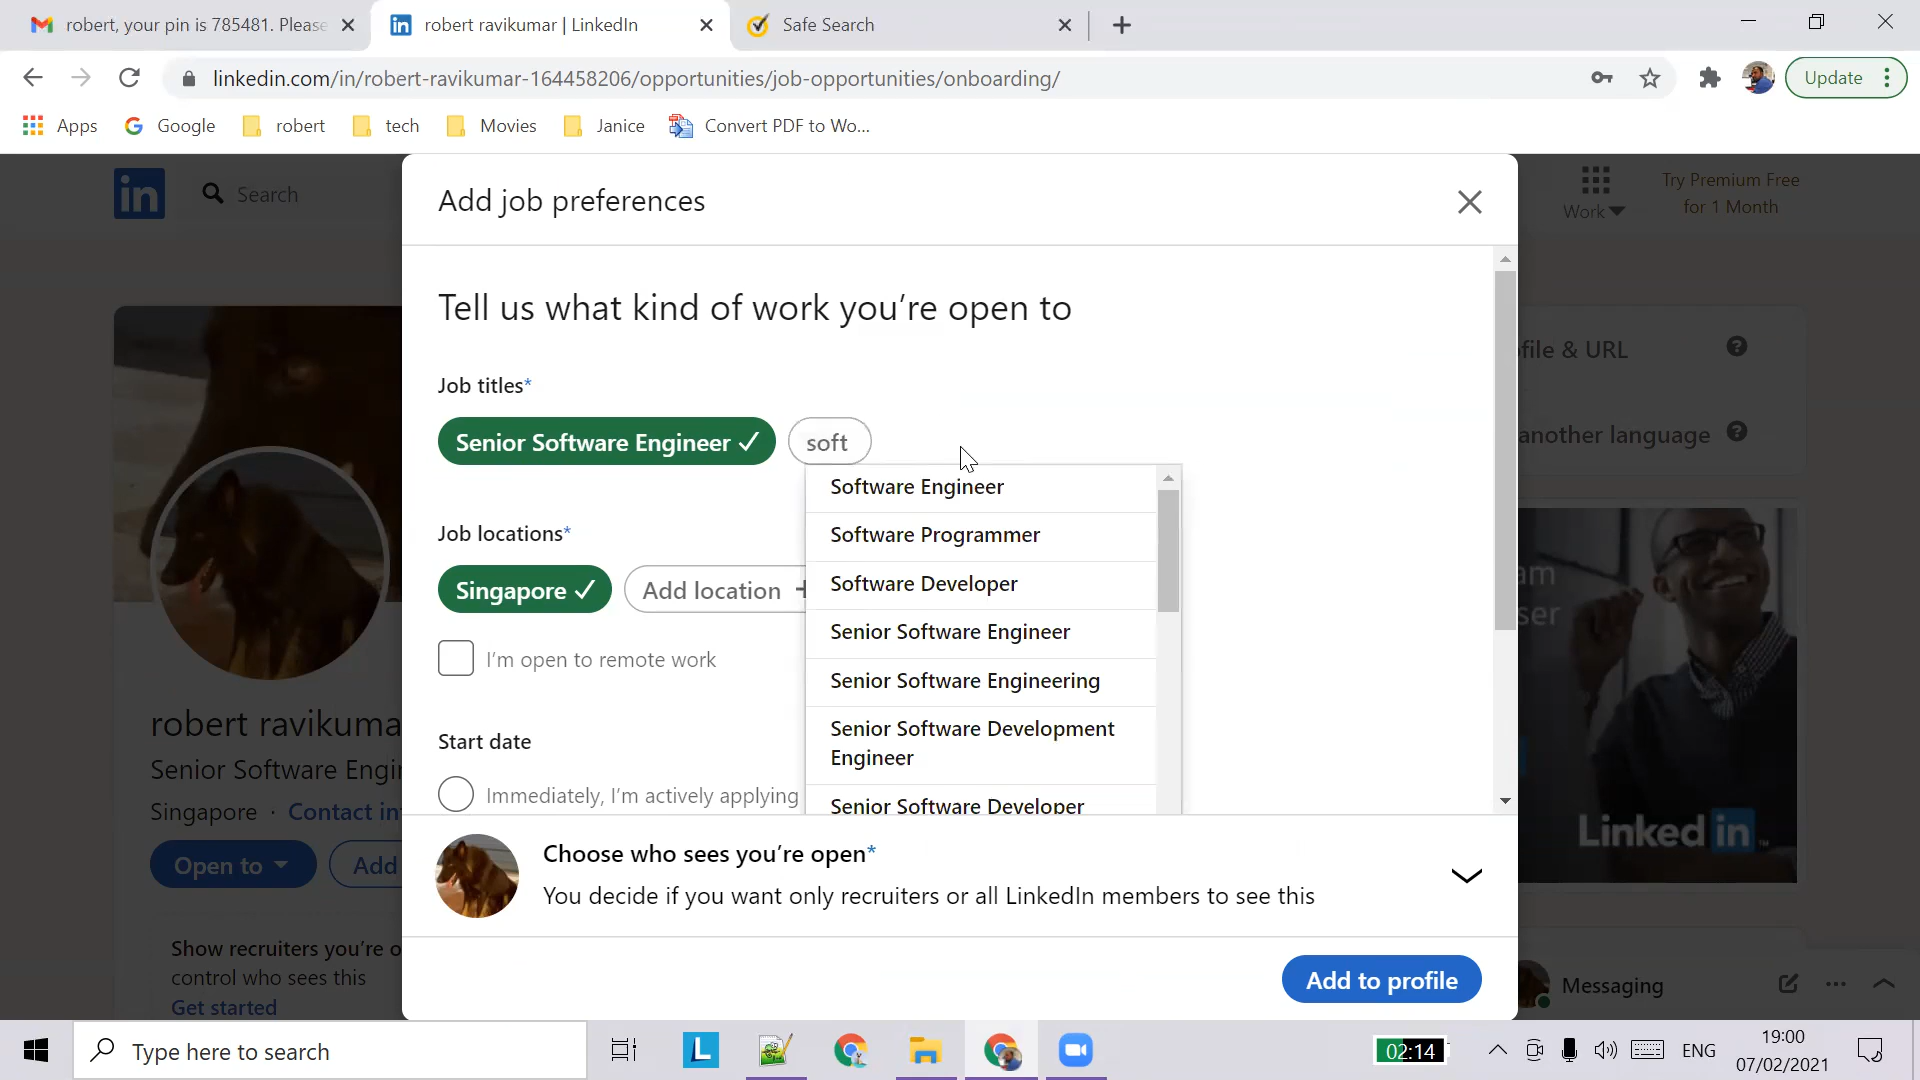 robert, your pin is 785481. Please
robert ravikumar | LinkedIn
Safe Search
linkedin.com/in/robert-ravikumar-164458206/opportunities/job-opportunities/onboarding/
Update
Apps
Google
robert
tech
Movies
Janice
Convert PDF to Wo...
in
Search
Work
Try Premium Free
for 1 Month
Add job preferences
Tell us what kind of work you're open to
Job titles*
Senior Software Engineer
soft
Software Engineer
Software Programmer
Software Developer
Senior Software Engineer
Senior Software Engineering
Senior Software Development
Engineer
Senior Software Developer
Job locations*
Singapore
Add location +
I'm open to remote work
Start date
Immediately, I'm actively applying
Choose who sees you're open*
You decide if you want only recruiters or all LinkedIn members to see this
Add to profile
robert ravikuma
Senior Software Engi
Singapore · Contact in
Open to
Add
Show recruiters you're o
control who sees this
Get started
ofile & URL
another language
am
ser
Linked in
Messaging
Type here to search
L
02:14
ENG
19:00
07/02/2021